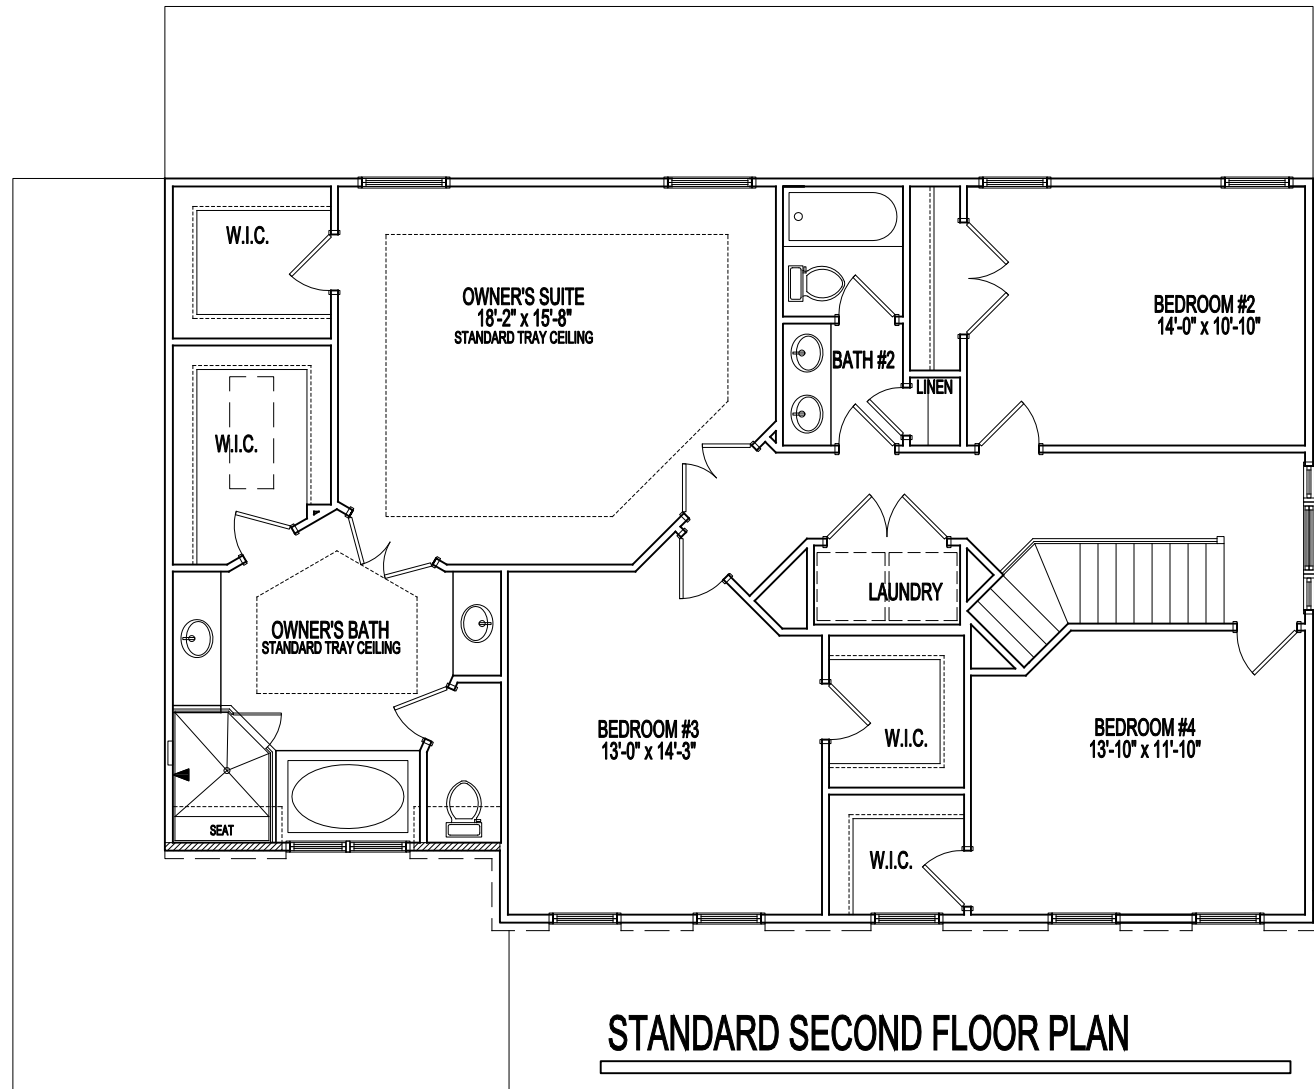 W.I.C.
OWNER'S SUITE
18'-2" x 15'-8"
STANDARD TRAY CEILING
BEDROOM #2
14'-0" x 10'-10"
BATH #2
LINEN
W.I.C.
LAUNDRY
OWNER'S BATH
STANDARD TRAY CEILING
BEDROOM #3
13'-0" x 14'-3"
W.I.C.
BEDROOM #4
13'-10" x 11'-10"
SEAT
W.I.C.
STANDARD SECOND FLOOR PLAN